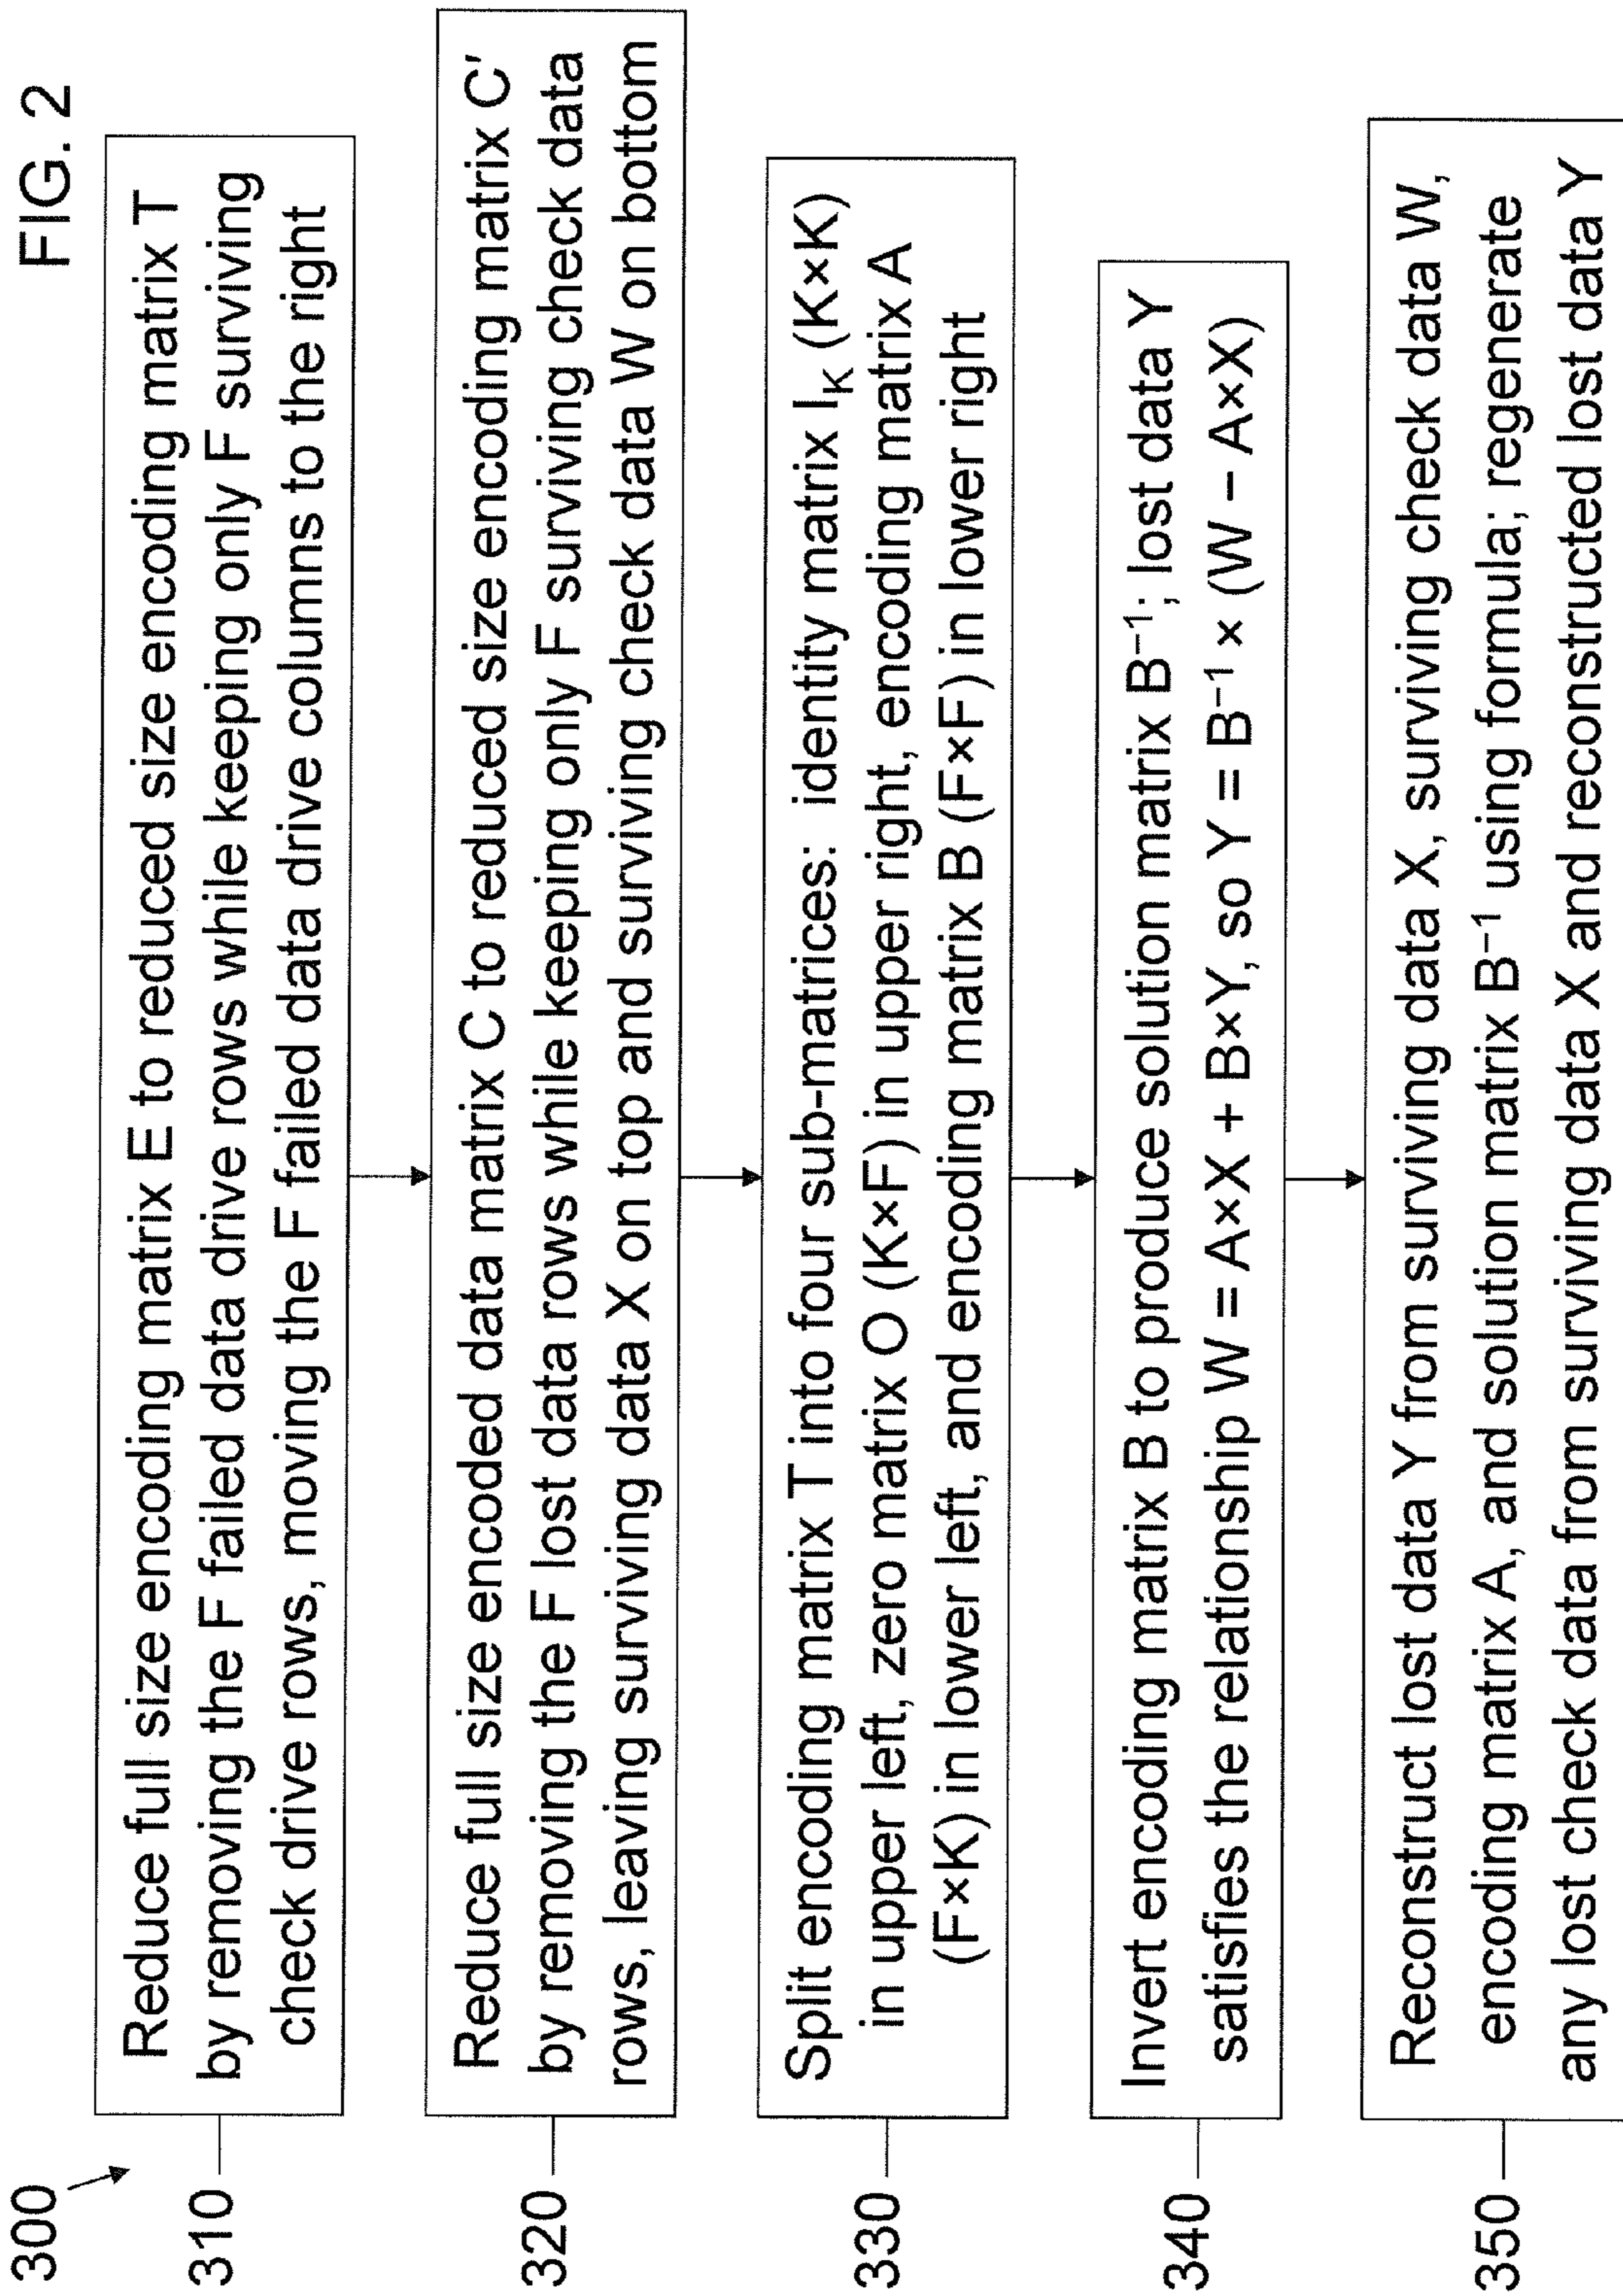 FIG. 2
300
310
Reduce full size encoding matrix E to reduced size encoding matrix T
by removing the F failed data drive rows while keeping only F surviving
check drive rows, moving the F failed data drive columns to the right
320
Reduce full size encoded data matrix C to reduced size encoding matrix C'
by removing the F lost data rows while keeping only F surviving check data
rows, leaving surviving data X on top and surviving check data W on bottom
330
Split encoding matrix T into four sub-matrices: identity matrix Iₖ (K×K)
in upper left, zero matrix O (K×F) in upper right, encoding matrix A
(F×K) in lower left, and encoding matrix B (F×F) in lower right
340
Invert encoding matrix B to produce solution matrix B⁻¹; lost data Y
satisfies the relationship W = A×X + B×Y, so Y = B⁻¹ × (W – A×X)
350
Reconstruct lost data Y from surviving data X, surviving check data W,
encoding matrix A, and solution matrix B⁻¹ using formula; regenerate
any lost check data from surviving data X and reconstructed lost data Y